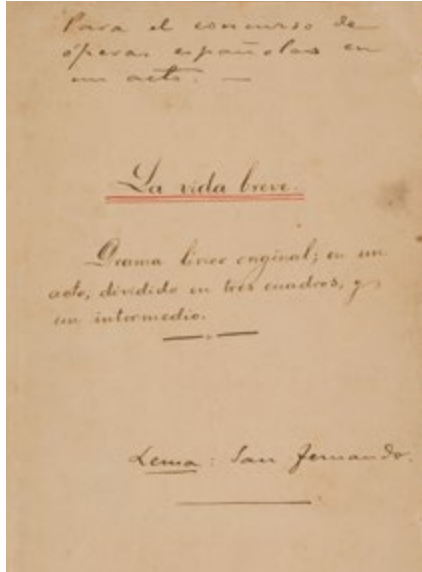 Para el concurso de
óperas españolas en
un acto. —
La vida breve.
Drama lírico original; en un
acto, dividido en tres cuadros, y
un intermedio.
Lema: San Fernando.